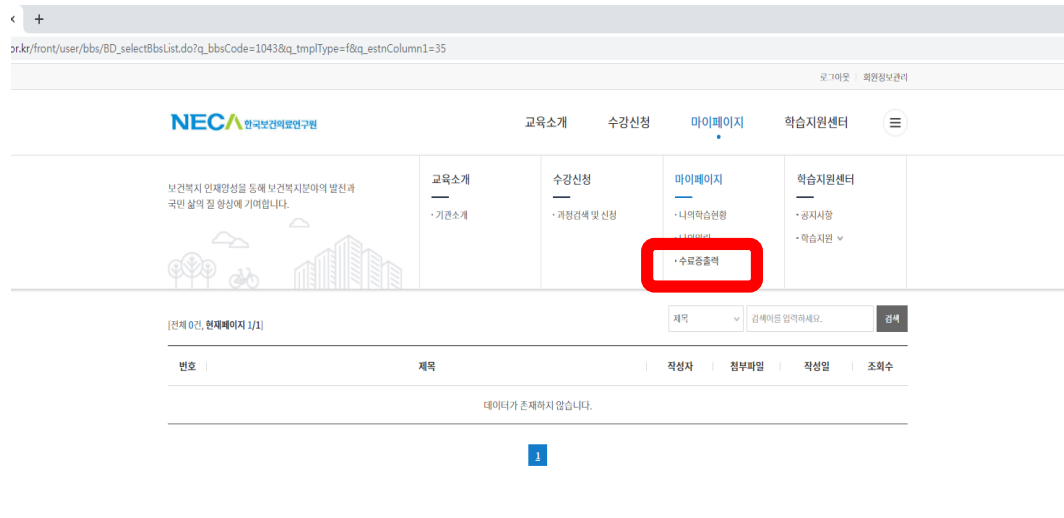 +
or.kr/front/user/bbs/BD_selectBbsList.do?q_bbsCode=1043&q_tmplType=f&q_estnColumn1=35
로그아웃 회원정보관리
NECA 한국보건의료연구원 교육소개 수강신청 마이페이지 학습지원센터
보건복지 인재양성을 통해 보건복지분야의 발전과
국민 삶의 질 향상에 기여합니다.
교육소개
· 기관소개
수강신청
· 과정검색 및 신청
마이페이지
· 나의학습현황
· 수료증출력
학습지원센터
· 공지사항
· 학습지원
[전체 0건, 현재페이지 1/1] 제목 검색어를 입력하세요. 검색
번호 제목 작성자 첨부파일 작성일 조회수
데이터가 존재하지 않습니다.
1